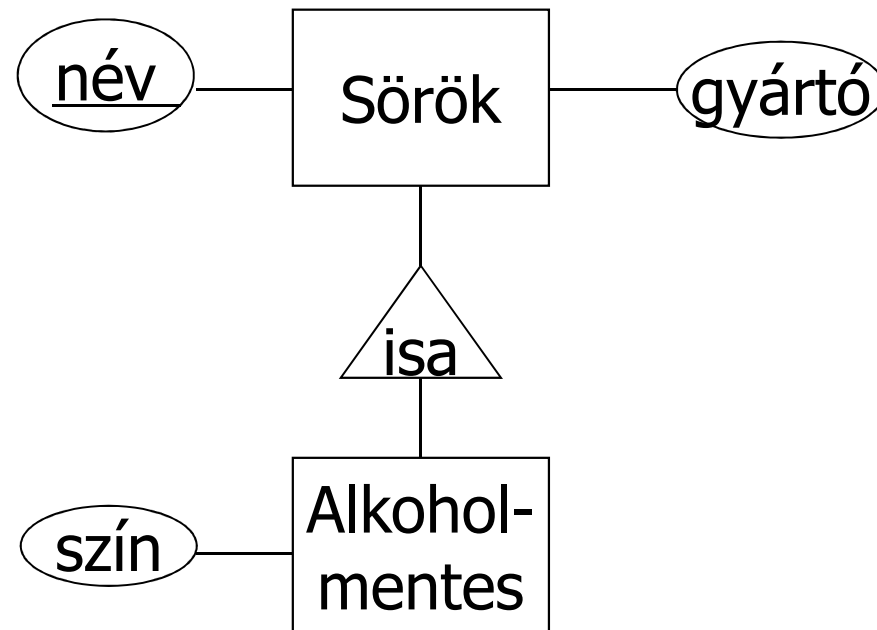 név
Sörök
gyártó
isa
szín
Alkohol-
mentes